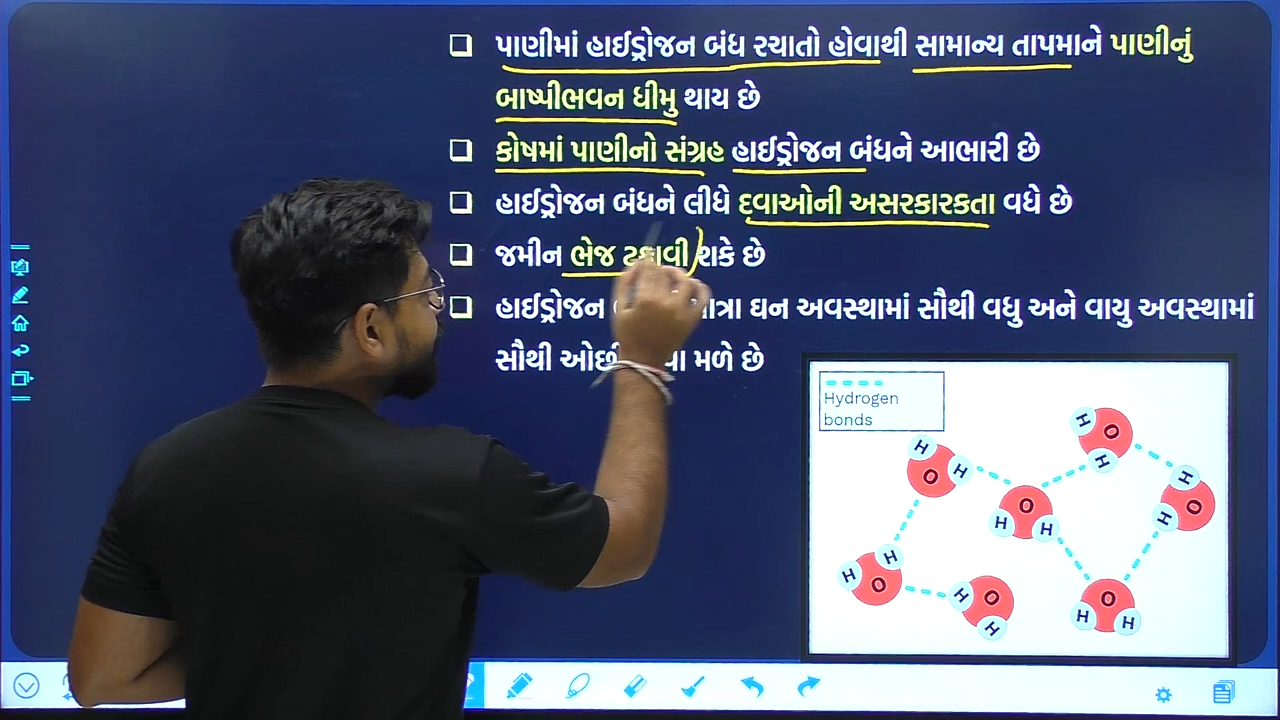 ❑ પાણીમાં હાઈડ્રોજન બંધ રચાતો હોવાથી સામાન્ય તાપમાને પાણીનું
બાષ્પીભવન ધીમુ થાય છે
❑ કોષમાં પાણીનો સંગ્રહ હાઈડ્રોજન બંધને આભારી છે
❑ હાઈડ્રોજન બંધને લીધે દવાઓની અસરકારકતા વધે છે
❑ જમીન ભેજ ટકાવી શકે છે
❑ હાઈડ્રોજન ઘન અવસ્થામાં સૌથી વધુ અને વાયુ અવસ્થામાં
સૌથી મળે છે
Hydrogen
bonds
H
H
O
H
O
H
O
H
H
H
O
H
H
H
O
H
O
H
O
H
H